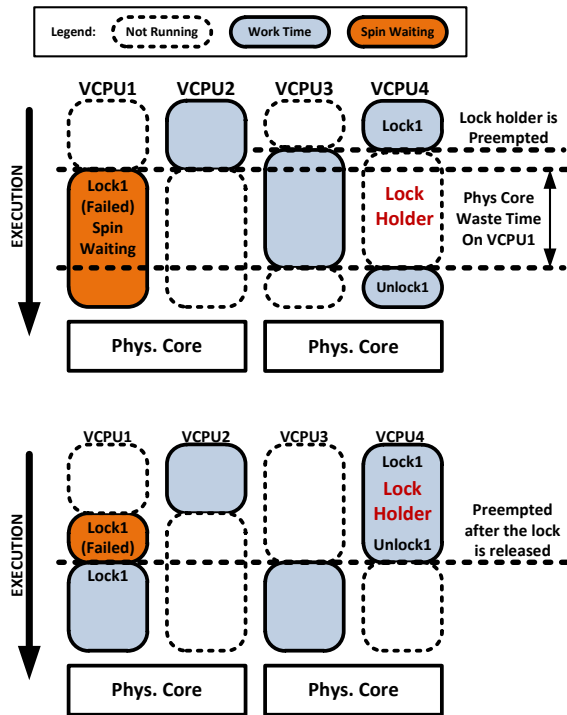 Legend: Not Running Work Time Spin Waiting
VCPU1 VCPU2 VCPU3 VCPU4
EXECUTION
Lock1
Lock holder is
Preempted
Lock1
(Failed)
Spin
Waiting
Lock
Holder
Phys Core
Waste Time
On VCPU1
Unlock1
Phys. Core Phys. Core
VCPU1 VCPU2 VCPU3 VCPU4
EXECUTION
Lock1
Lock
Holder
Unlock1
Lock1
(Failed)
Lock1
Preempted
after the lock
is released
Phys. Core Phys. Core